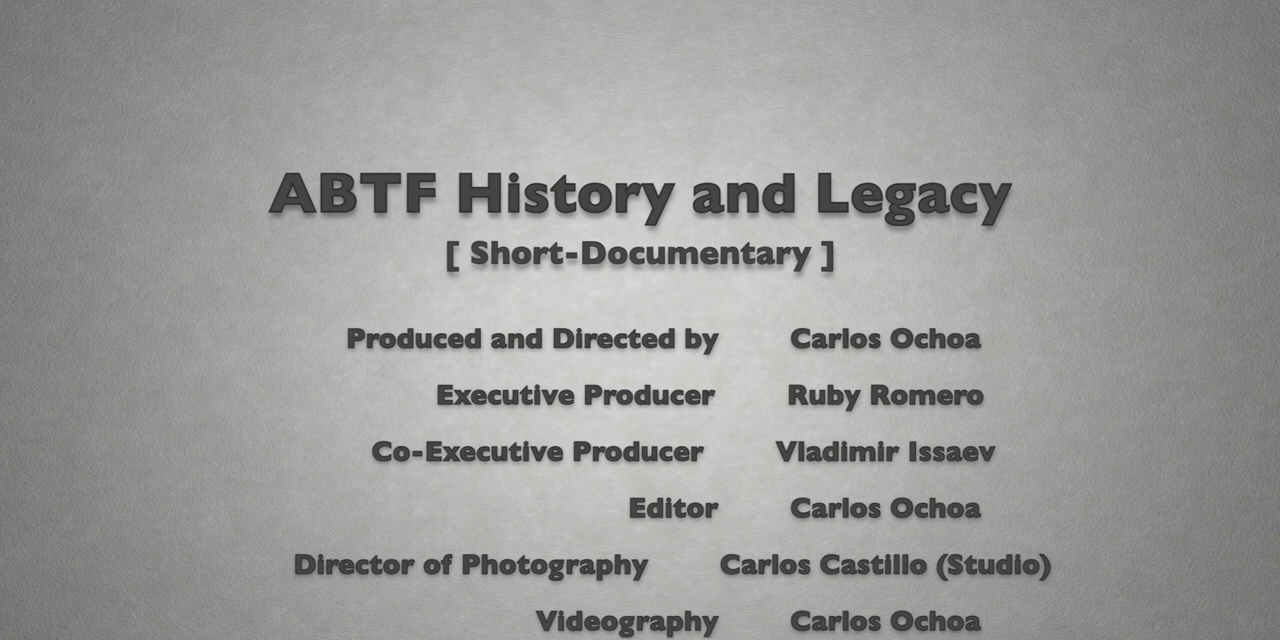 ABTF History and Legacy
[ Short-Documentary ]
Produced and Directed by Carlos Ochoa
Executive Producer Ruby Romero
Co-Executive Producer Vladimir Issaev
Editor Carlos Ochoa
Director of Photography Carlos Castillo (Studio)
Videography Carlos Ochoa